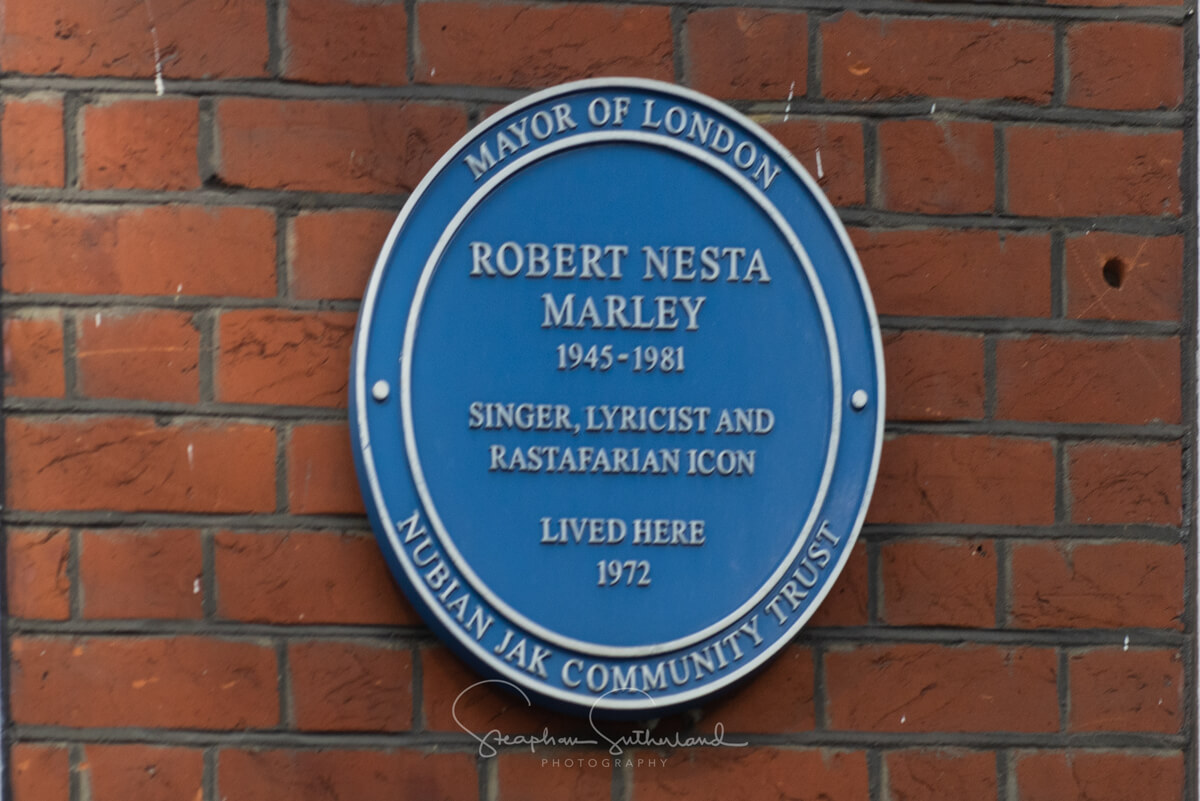 MAYOR OF LONDON
ROBERT NESTA
MARLEY
1945-1981
SINGER, LYRICIST AND
RASTAFARIAN ICON
LIVED HERE
1972
NUBIAN JAK COMMUNITY TRUST
Steaphan Sutherland
PHOTOGRAPHY